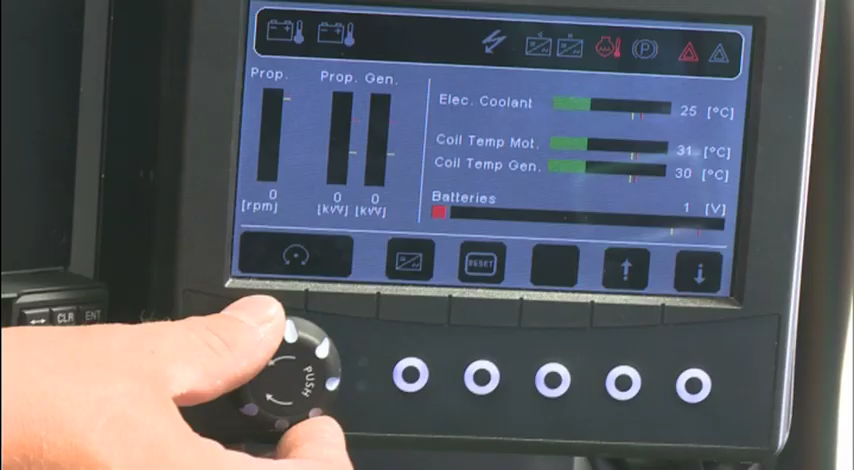 Prop.
Prop. Gen.
Elec. Coolant
25 [°C]
Coil Temp Mot.
31 [°C]
Coil Temp Gen.
30 [°C]
Batteries
1 [V]
0
[rpm]
0 0
[kW] [kW]
P
RESET
CLR ENT
PUSH